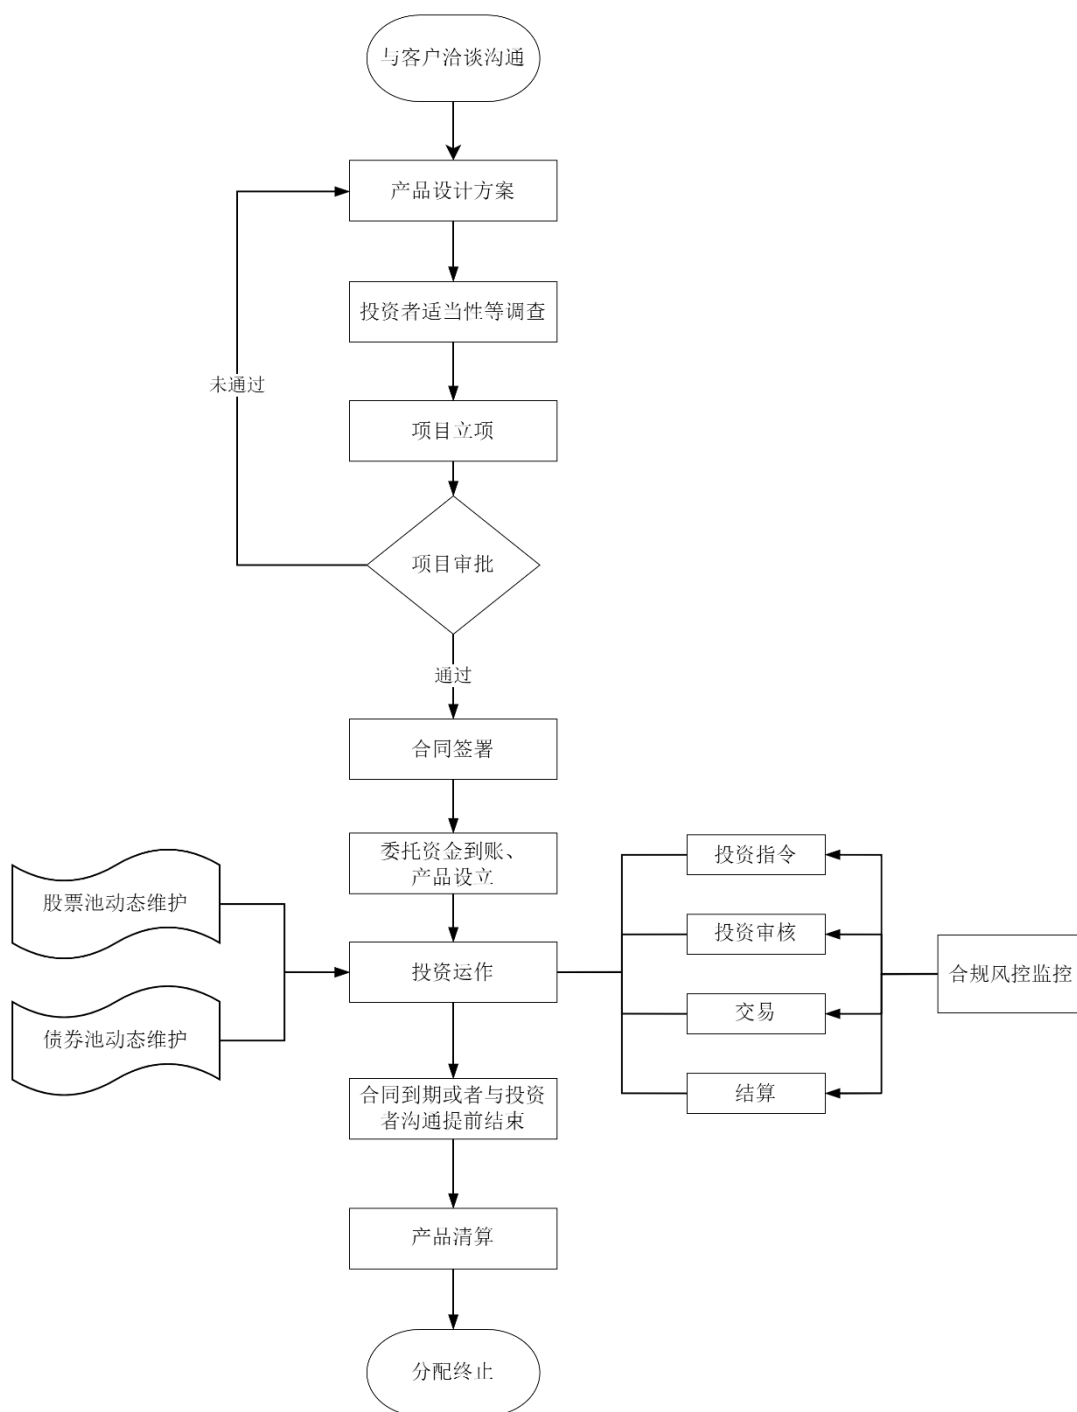 与客户洽谈沟通
产品设计方案
投资者适当性等调查
未通过
项目立项
项目审批
通过
合同签署
委托资金到账、
产品设立
股票池动态维护
债券池动态维护
投资运作
投资指令
投资审核
交易
结算
合规风控监控
合同到期或者与投资
者沟通提前结束
产品清算
分配终止